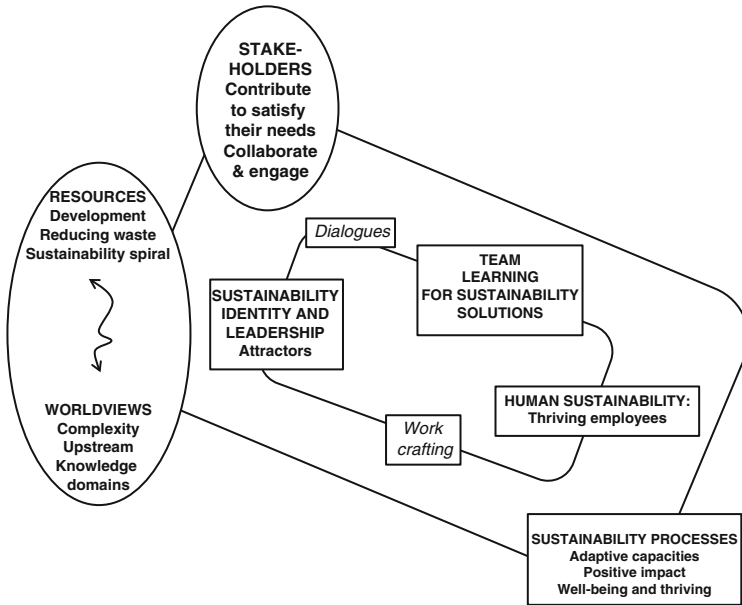 STAKE-
HOLDERS
Contribute
to satisfy
their needs
Collaborate
& engage
RESOURCES
Development
Reducing waste
Sustainability spiral
WORLDVIEWS
Complexity
Upstream
Knowledge
domains
Dialogues
TEAM
LEARNING
FOR SUSTAINABILITY
SOLUTIONS
SUSTAINABILITY
IDENTITY AND
LEADERSHIP
Attractors
HUMAN SUSTAINABILITY:
Thriving employees
Work
crafting
SUSTAINABILITY PROCESSES
Adaptive capacities
Positive impact
Well-being and thriving